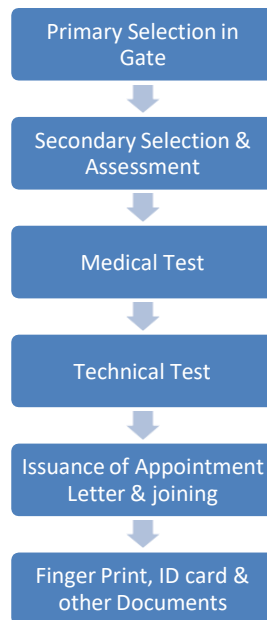 Primary Selection in
Gate
Secondary Selection &
Assessment
Medical Test
Technical Test
Issuance of Appointment
Letter & joining
Finger Print, ID card &
other Documents